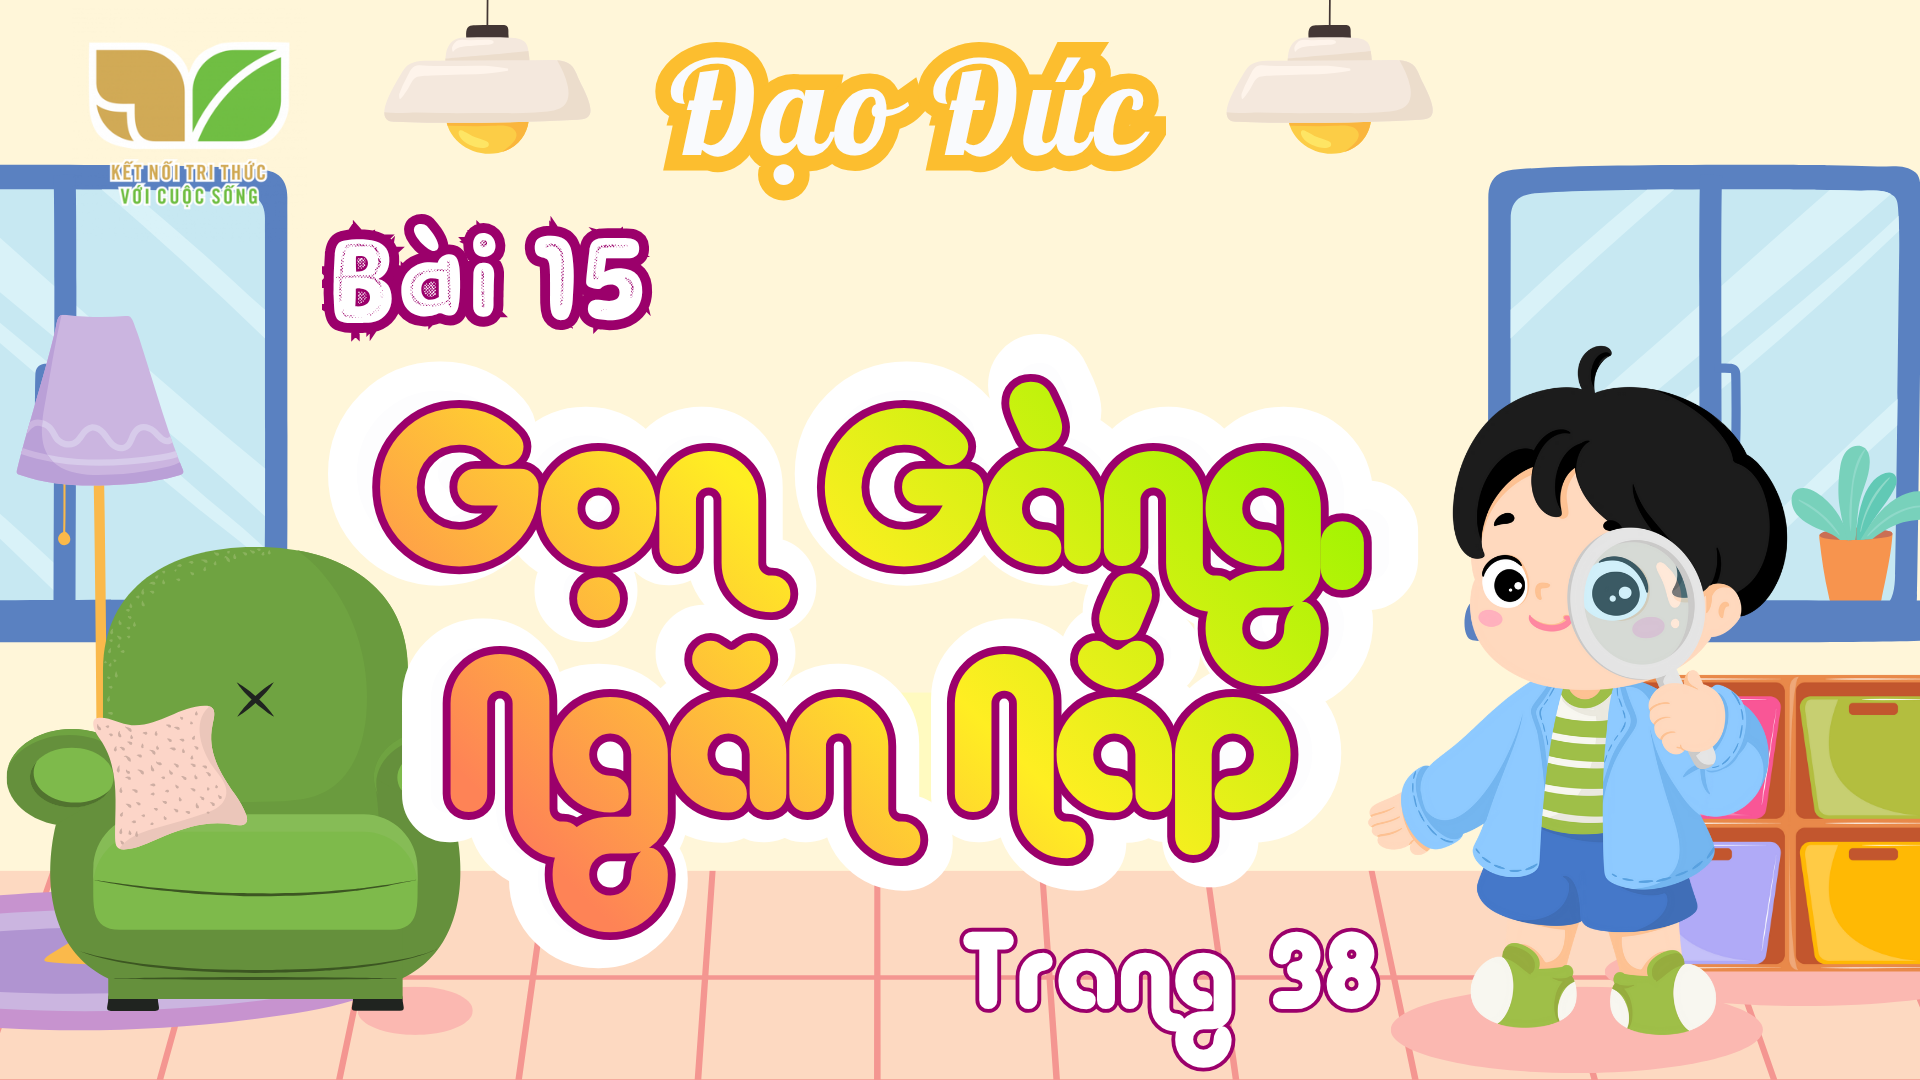 KẾT NỐI TRI THỨC
VỚI CUỘC SỐNG
Đạo Đức
Bài 15
Gọn Gàng,
Ngăn Nắp
Trang 38